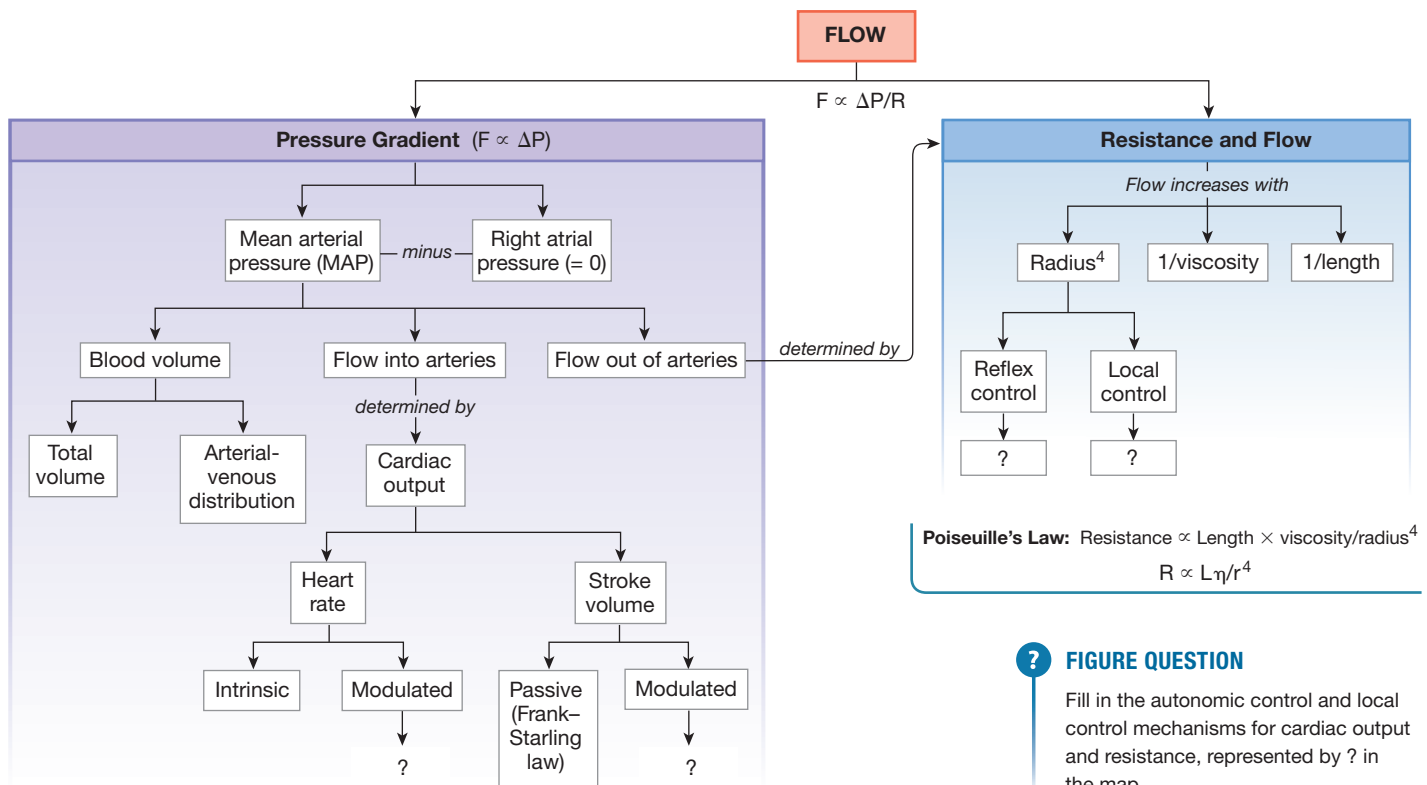 FLOW
F ∝ ΔP/R
Pressure Gradient (F ∝ ΔP)
Mean arterial
pressure (MAP)
minus
Right atrial
pressure (= 0)
Blood volume
Flow into arteries
Flow out of arteries
determined by
determined by
Total
volume
Arterial-
venous
distribution
Cardiac
output
Heart
rate
Stroke
volume
Intrinsic
Modulated
?
Passive
(Frank–
Starling
law)
Modulated
?
Resistance and Flow
Flow increases with
Radius⁴
1/viscosity
1/length
Reflex
control
?
Local
control
?
Poiseuille's Law: Resistance ∝ Length × viscosity/radius⁴
R ∝ Lη/r⁴
? FIGURE QUESTION
Fill in the autonomic control and local
control mechanisms for cardiac output
and resistance, represented by ? in
the map